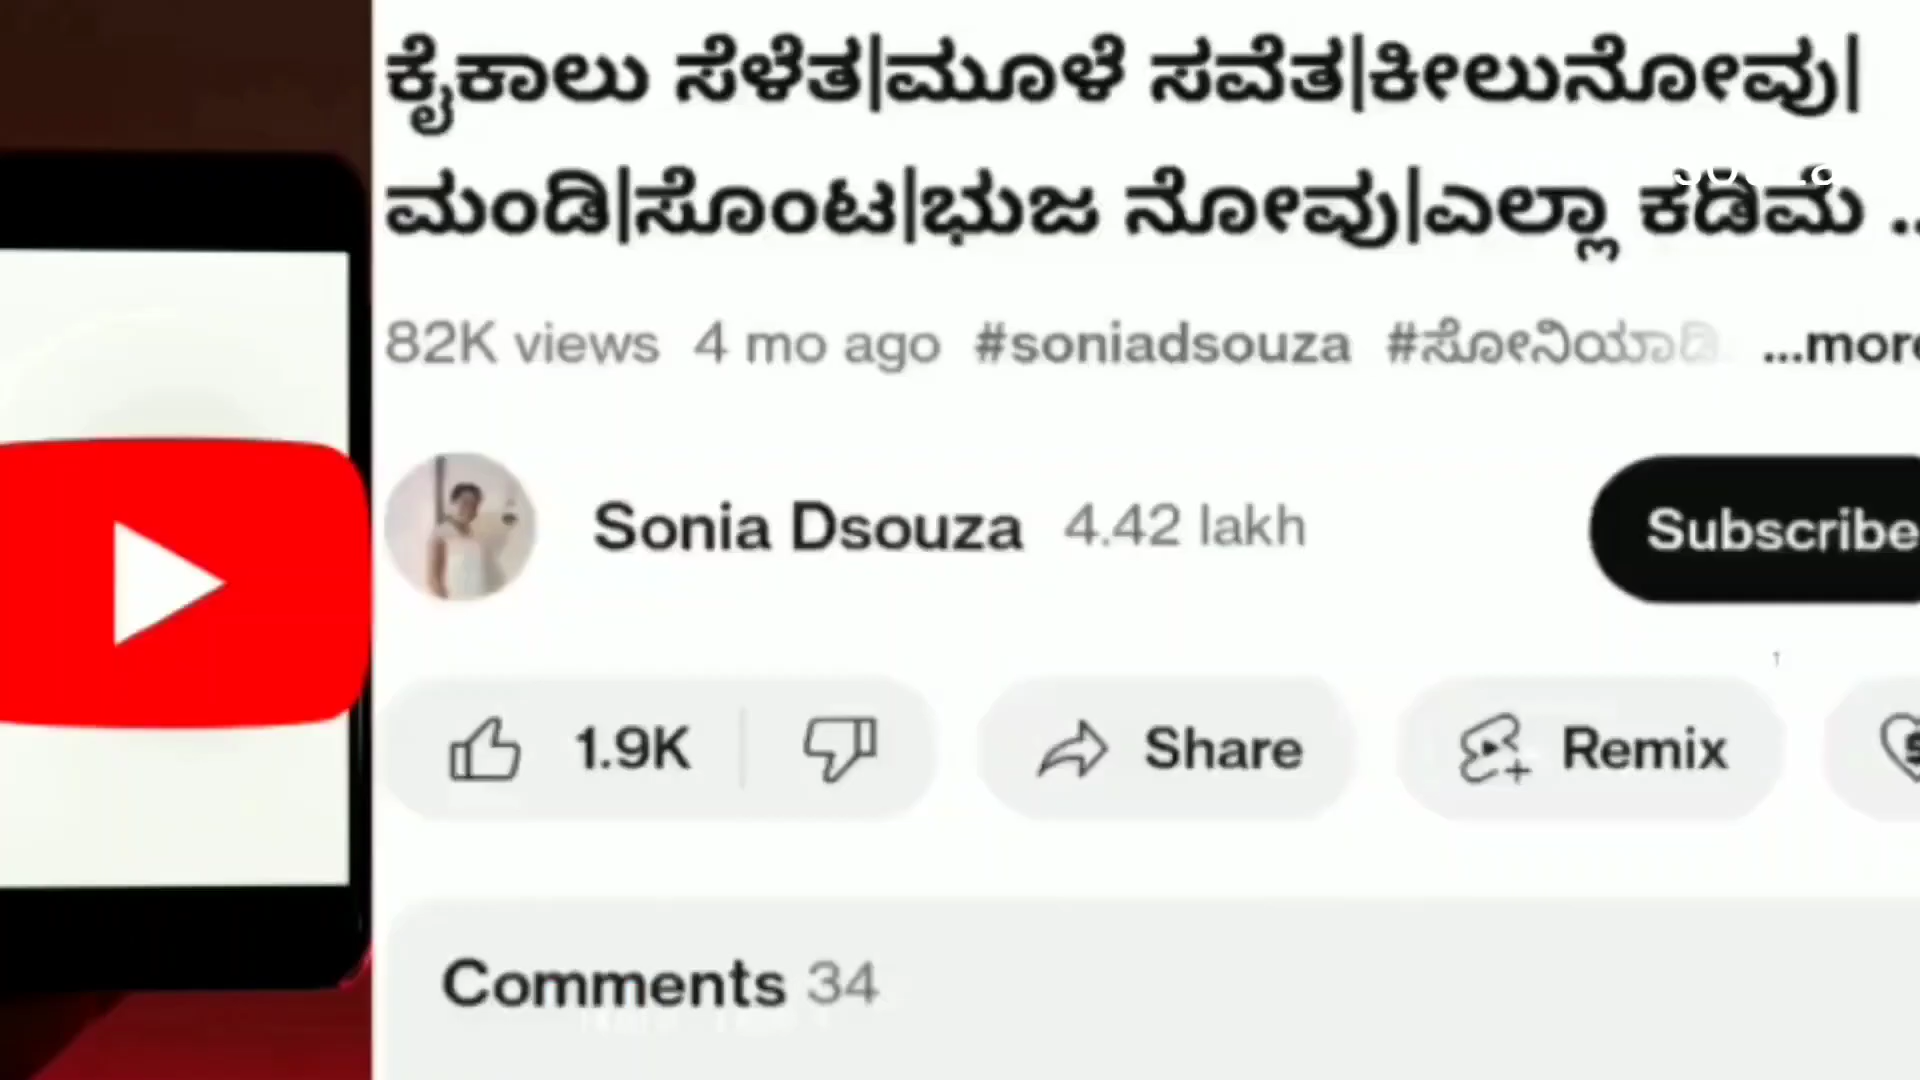 ಕೈಕಾಲು ಸೆಳೆತ|ಮೂಳೆ ಸವೆತ|ಕೀಲುನೋವು|
ಮಂಡಿ|ಸೊಂಟ|ಭುಜ ನೋವು|ಎಲ್ಲಾ ಕಡಿಮೆ ..
82K views 4 mo ago #soniadsouza #ಸೋನಿಯಾಡಿ ...more
Sonia Dsouza 4.42 lakh
Subscribe
1.9K Share Remix
Comments 34